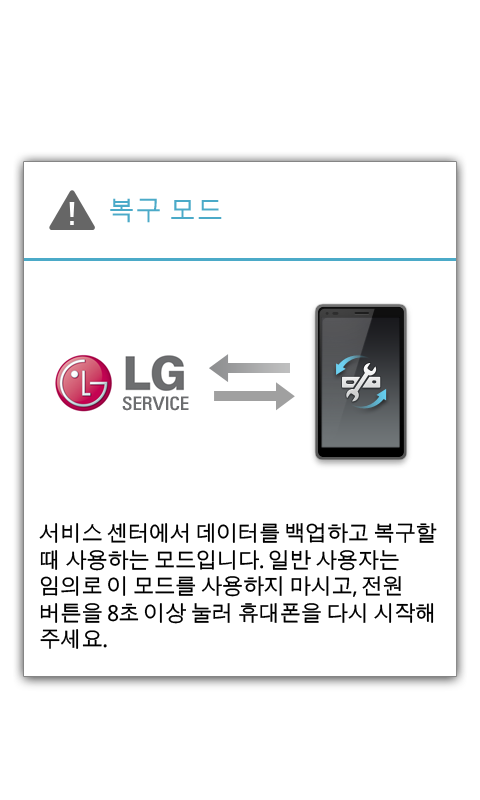 복구 모드
LG
SERVICE
서비스 센터에서 데이터를 백업하고 복구할
때 사용하는 모드입니다. 일반 사용자는
임의로 이 모드를 사용하지 마시고, 전원
버튼을 8초 이상 눌러 휴대폰을 다시 시작해
주세요.